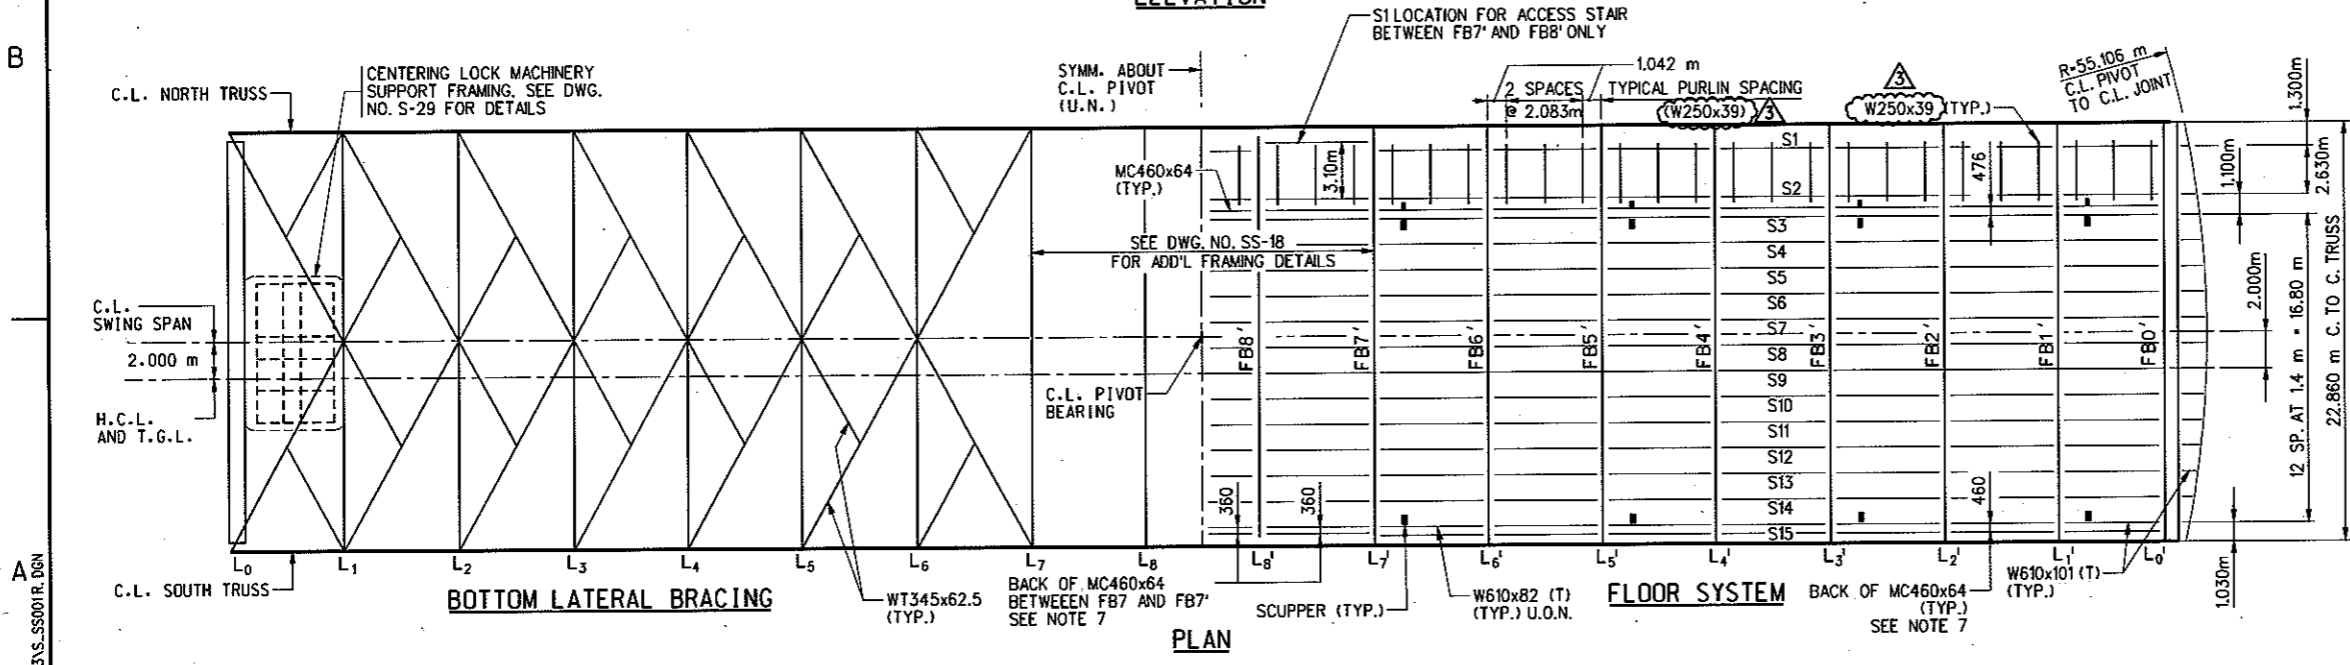 ELEVATION
B
S1 LOCATION FOR ACCESS STAIR
BETWEEN FB7' AND FB8' ONLY
CENTERING LOCK MACHINERY
SUPPORT FRAMING. SEE DWG.
NO. S-29 FOR DETAILS
C.L. NORTH TRUSS
SYMM. ABOUT
C.L. PIVOT
(U.N.)
1.042 m
2 SPACES
@ 2.083m
TYPICAL PURLIN SPACING
(W250x39)
3
3
W250x39 (TYP.)
R=55.106 m
C.L. PIVOT
TO C.L. JOINT
1.300m
MC460x64
(TYP.)
3.10m
S1
S2
476
1.100m
2.630m
SEE DWG. NO. SS-18
FOR ADD'L FRAMING DETAILS
S3
S4
S5
S6
S7
S8
S9
S10
S11
S12
S13
S14
S15
C.L.
SWING SPAN
2.000 m
H.C.L.
AND T.G.L.
C.L. PIVOT
BEARING
FB8'
FB7'
FB6'
FB5'
FB4'
FB3'
FB2'
FB1'
FB0'
2.000m
12 SP. AT 1.4 m = 16.80 m
22.860 m C. TO C. TRUSS
360
360
460
1.030m
A
3\S_SS001R.DGN
C.L. SOUTH TRUSS
L0
L1
L2
L3
L4
L5
L6
L7
L8
L8'
L7'
L6'
L5'
L4'
L3'
L2'
L1'
L0'
BOTTOM LATERAL BRACING
WT345x62.5
(TYP.)
BACK OF MC460x64
BETWEEEN FB7 AND FB7'
SEE NOTE 7
SCUPPER (TYP.)
W610x82 (T)
(TYP.) U.O.N.
FLOOR SYSTEM
BACK OF MC460x64
(TYP.)
SEE NOTE 7
W610x101 (T)
(TYP.)
PLAN